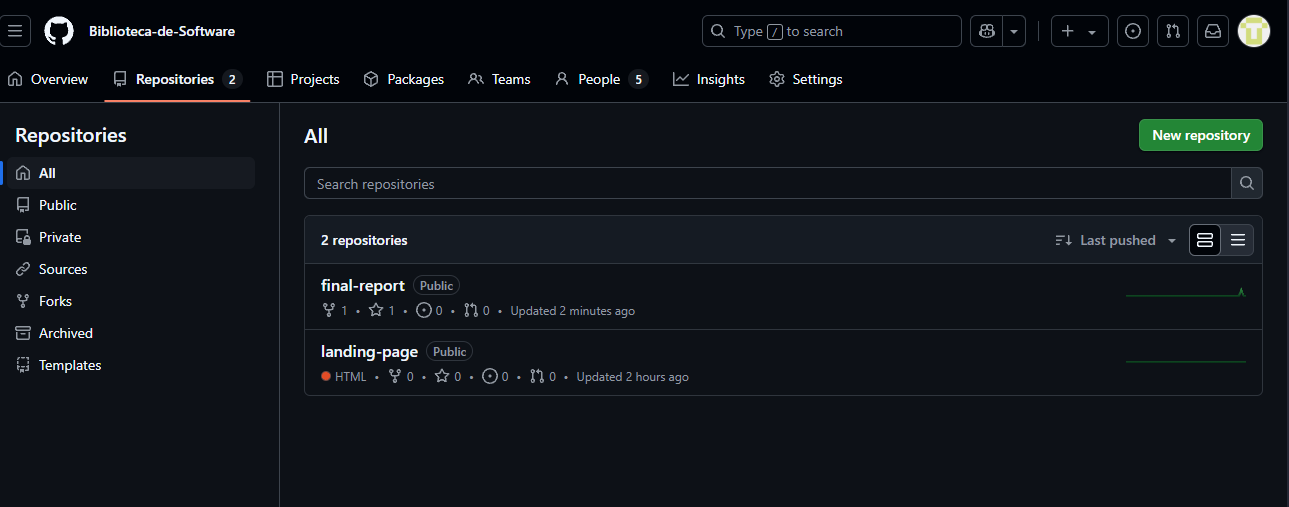 Biblioteca-de-Software
Type / to search
Overview Repositories 2 Projects Packages Teams People 5 Insights Settings
Repositories
All
Public
Private
Sources
Forks
Archived
Templates
All
New repository
Search repositories
2 repositories
Last pushed
final-report Public
1 • 1 • 0 • 0 • Updated 2 minutes ago
landing-page Public
HTML • 0 • 0 • 0 • 0 • Updated 2 hours ago